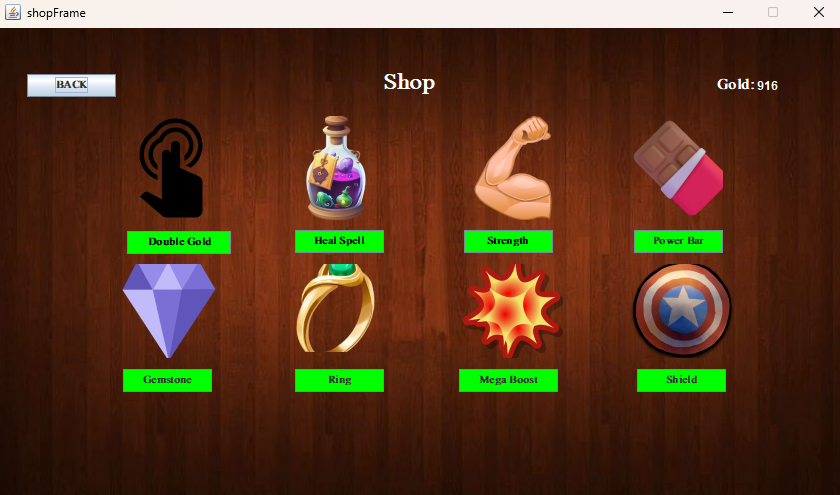 shopFrame
BACK
Shop
Gold: 916
Double Gold
Heal Spell
Strength
Power Bar
Gemstone
Ring
Mega Boost
Shield